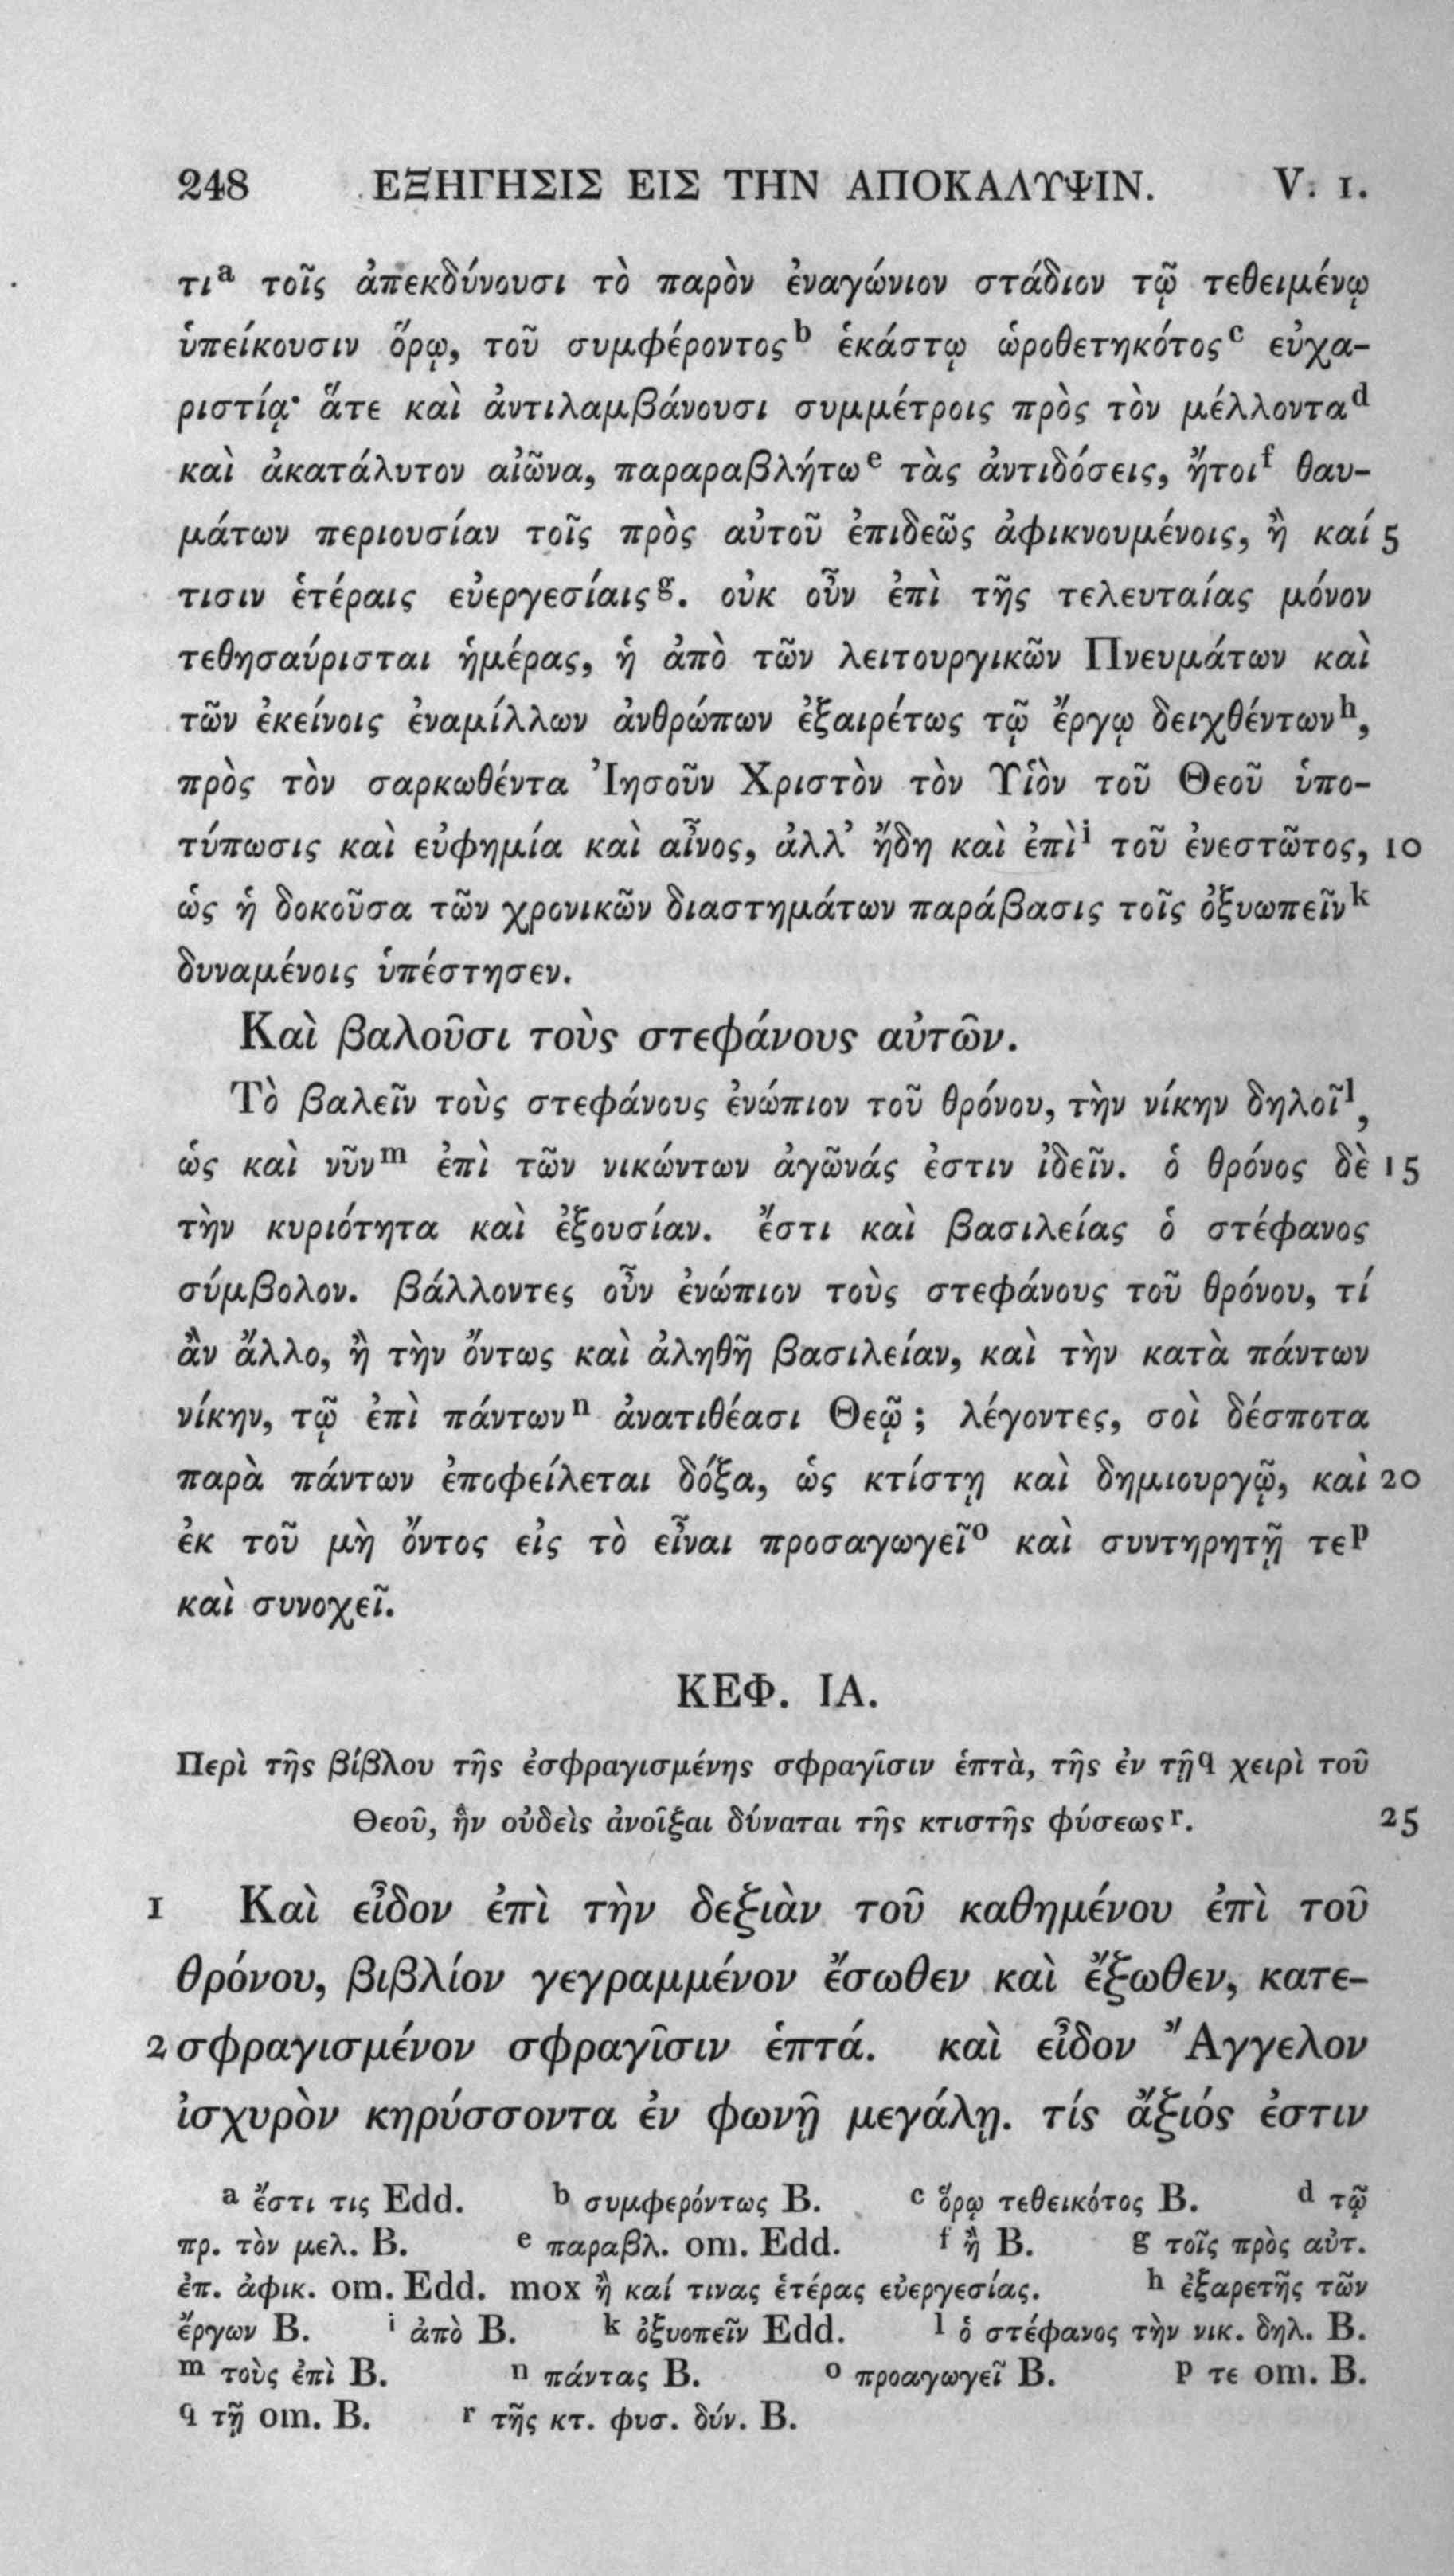 248 ΕΞΗΓΗΣΙΣ ΕΙΣ ΤΗΝ ΑΠΟΚΑΛΥΨΙΝ. V. 1.
τι a τοῖς ἀπεκδύνουσι τὸ παρὸν ἐναγώνιον στάδιον τῷ τεθειμένῳ
ὑπείκουσιν ὅρῳ, τοῦ συμφέροντος b ἑκάστῳ ὡροθετηκότος c εὐχα-
ριστίᾳ· ἅτε καὶ ἀντιλαμβάνουσι συμμέτροις πρὸς τὸν μέλλοντα d
καὶ ἀκατάλυτον αἰῶνα, παραραβλήτω e τὰς ἀντιδόσεις, ἤτοι f θαυ-
μάτων περιουσίαν τοῖς πρὸς αὐτοῦ ἐπιδεῶς ἀφικνουμένοις, ἢ καί 5
τισιν ἑτέραις εὐεργεσίαις g. οὐκ οὖν ἐπὶ τῆς τελευταίας μόνον
τεθησαύρισται ἡμέρας, ἡ ἀπὸ τῶν λειτουργικῶν Πνευμάτων καὶ
τῶν ἐκείνοις ἐναμίλλων ἀνθρώπων ἐξαιρέτως τῷ ἔργῳ δειχθέντων h,
πρὸς τὸν σαρκωθέντα Ἰησοῦν Χριστὸν τὸν Υἱὸν τοῦ Θεοῦ ὑπο-
τύπωσις καὶ εὐφημία καὶ αἶνος, ἀλλ’ ἤδη καὶ ἐπὶ i τοῦ ἐνεστῶτος, 10
ὡς ἡ δοκοῦσα τῶν χρονικῶν διαστημάτων παράβασις τοῖς ὀξυωπεῖν k
δυναμένοις ὑπέστησεν.
Καὶ βαλοῦσι τοὺς στεφάνους αὐτῶν.
Τὸ βαλεῖν τοὺς στεφάνους ἐνώπιον τοῦ θρόνου, τὴν νίκην δηλοῖ l,
ὡς καὶ νῦν m ἐπὶ τῶν νικώντων ἀγῶνάς ἐστιν ἰδεῖν. ὁ θρόνος δὲ 15
τὴν κυριότητα καὶ ἐξουσίαν. ἔστι καὶ βασιλείας ὁ στέφανος
σύμβολον. βάλλοντες οὖν ἐνώπιον τοὺς στεφάνους τοῦ θρόνου, τί
ἂν ἄλλο, ἢ τὴν ὄντως καὶ ἀληθῆ βασιλείαν, καὶ τὴν κατὰ πάντων
νίκην, τῷ ἐπὶ πάντων n ἀνατιθέασι Θεῷ ; λέγοντες, σοὶ δέσποτα
παρὰ πάντων ἐποφείλεται δόξα, ὡς κτίστῃ καὶ δημιουργῷ, καὶ 20
ἐκ τοῦ μὴ ὄντος εἰς τὸ εἶναι προσαγωγεῖ o καὶ συντηρητῇ τε p
καὶ συνοχεῖ.
ΚΕΦ. ΙΑ.
Περὶ τῆς βίβλου τῆς ἐσφραγισμένης σφραγῖσιν ἑπτὰ, τῆς ἐν τῇ q χειρὶ τοῦ
Θεοῦ, ἣν οὐδεὶς ἀνοῖξαι δύναται τῆς κτιστῆς φύσεως r. 25
1 Καὶ εἶδον ἐπὶ τὴν δεξιὰν τοῦ καθημένου ἐπὶ τοῦ
θρόνου, βιβλίον γεγραμμένον ἔσωθεν καὶ ἔξωθεν, κατε-
2 σφραγισμένον σφραγῖσιν ἑπτά. καὶ εἶδον Ἄγγελον
ἰσχυρὸν κηρύσσοντα ἐν φωνῇ μεγάλῃ. τίς ἄξιός ἐστιν
a ἔστι τις Edd. b συμφερόντως B. c ὅρῳ τεθεικότος B. d τῷ
πρ. τὸν μελ. B. e παραβλ. om. Edd. f ἢ B. g τοῖς πρὸς αὐτ.
ἐπ. ἀφικ. om. Edd. mox ἢ καί τινας ἑτέρας εὐεργεσίας. h ἐξαρετῆς τῶν
ἔργων B. i ἀπὸ B. k ὀξυοπεῖν Edd. l ὁ στέφανος τὴν νικ. δηλ. B.
m τοὺς ἐπὶ B. n πάντας B. o προαγωγεῖ B. p τε om. B.
q τῇ om. B. r τῆς κτ. φυσ. δύν. B.